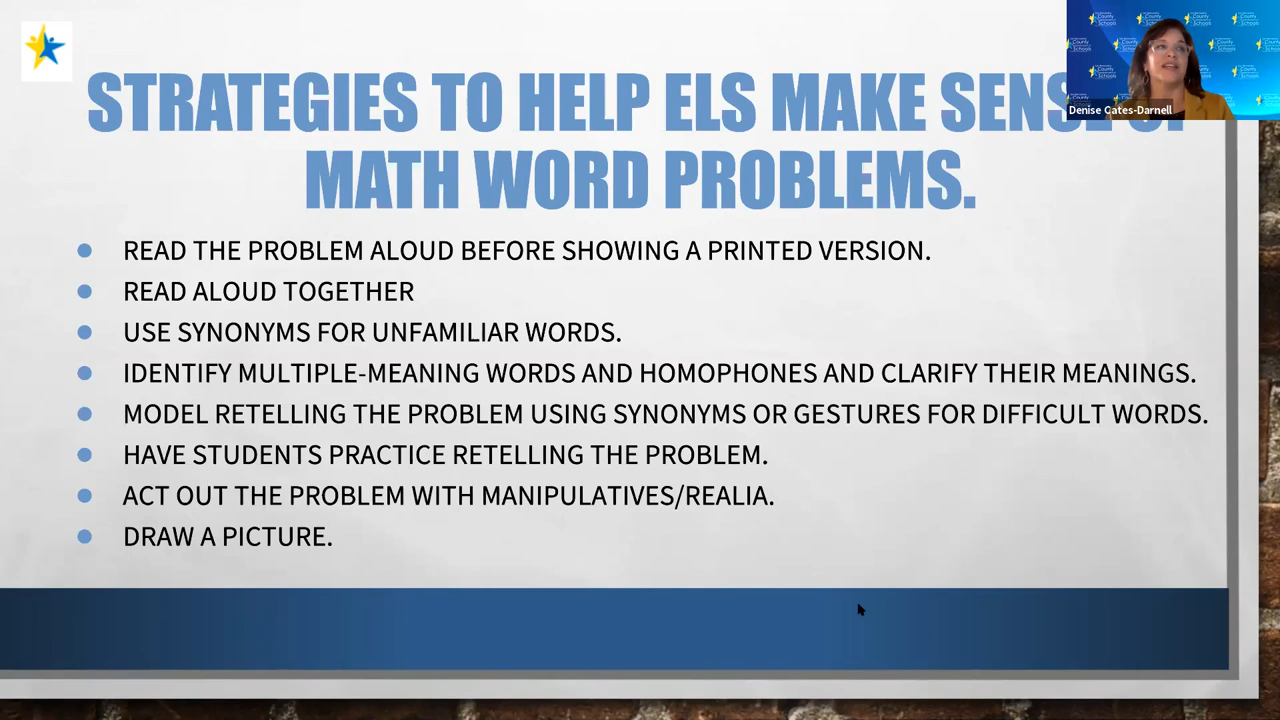 STRATEGIES TO HELP ELS MAKE SENSE
MATH WORD PROBLEMS.
READ THE PROBLEM ALOUD BEFORE SHOWING A PRINTED VERSION.
READ ALOUD TOGETHER
USE SYNONYMS FOR UNFAMILIAR WORDS.
IDENTIFY MULTIPLE-MEANING WORDS AND HOMOPHONES AND CLARIFY THEIR MEANINGS.
MODEL RETELLING THE PROBLEM USING SYNONYMS OR GESTURES FOR DIFFICULT WORDS.
HAVE STUDENTS PRACTICE RETELLING THE PROBLEM.
ACT OUT THE PROBLEM WITH MANIPULATIVES/REALIA.
DRAW A PICTURE.
County
Schools
Denise Oates-Darnell